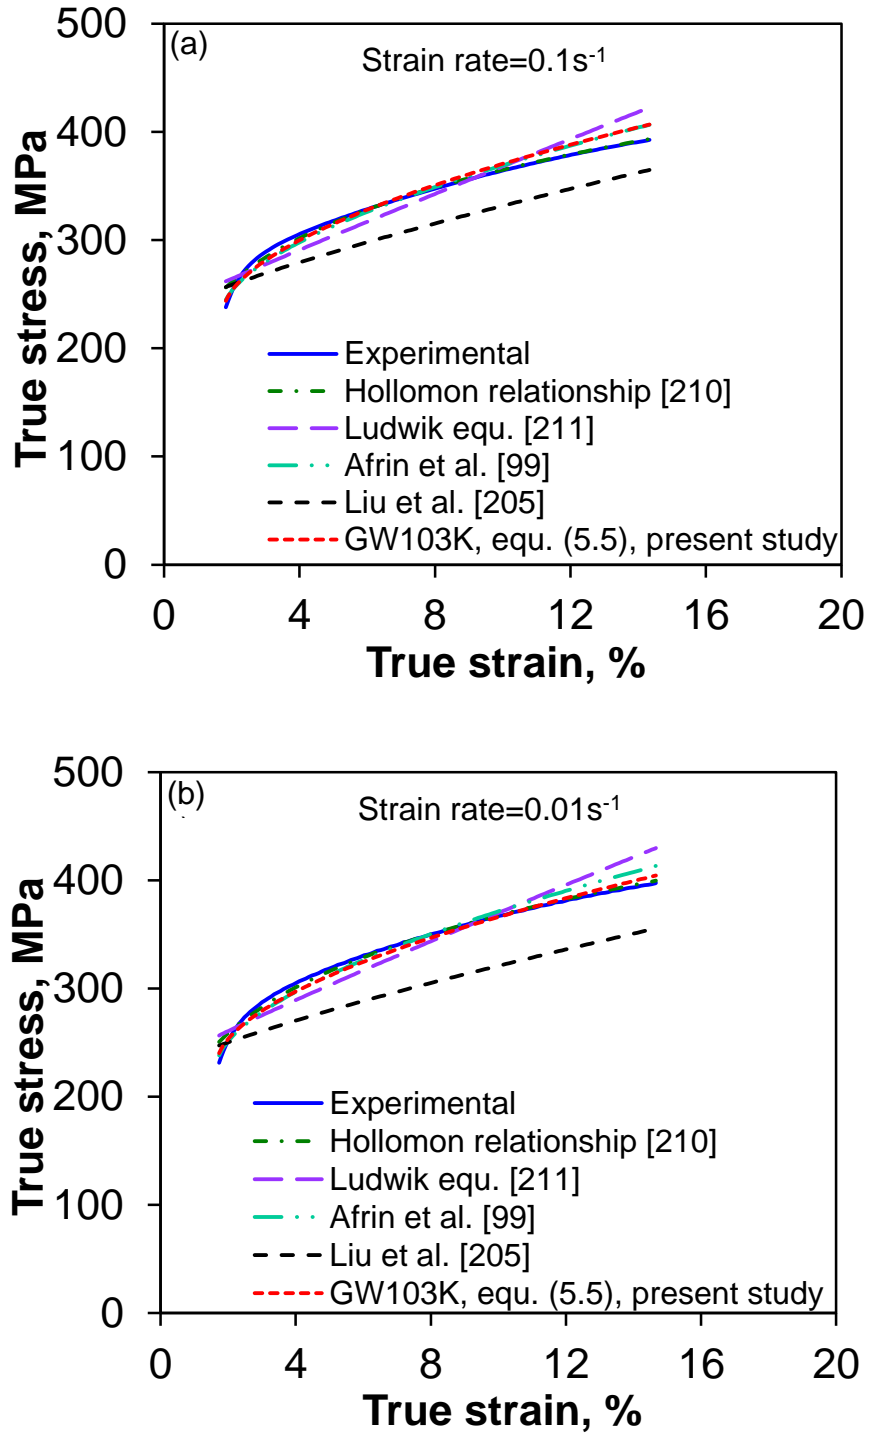 500
(a)
Strain rate=0.1s-1
400
300
200
100
0
True stress, MPa
Experimental
Hollomon relationship [210]
Ludwik equ. [211]
Afrin et al. [99]
Liu et al. [205]
GW103K, equ. (5.5), present study
0 4 8 12 16 20
True strain, %
500
(b)
Strain rate=0.01s-1
400
300
200
100
0
True stress, MPa
Experimental
Hollomon relationship [210]
Ludwik equ. [211]
Afrin et al. [99]
Liu et al. [205]
GW103K, equ. (5.5), present study
0 4 8 12 16 20
True strain, %